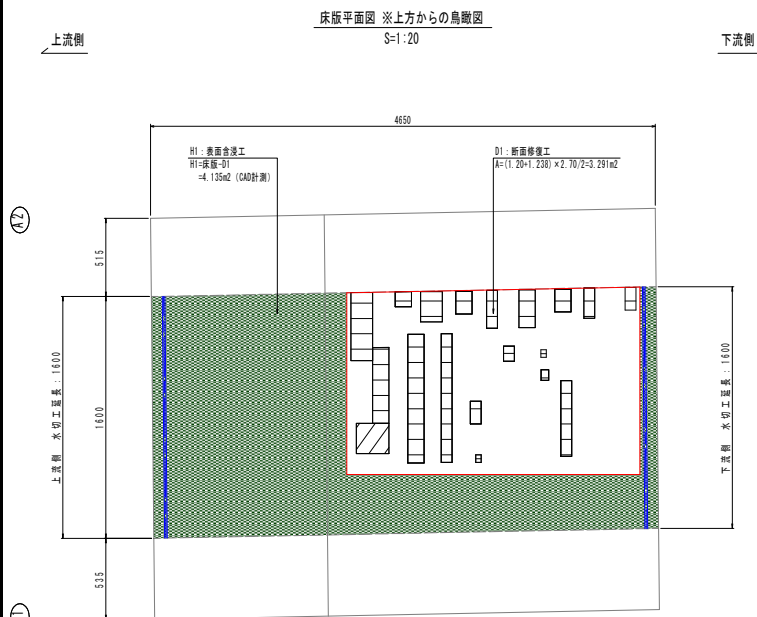 床版平面図 ※上方からの鳥瞰図
S=1:20
上流側
下流側
4650
H1：表面含浸工
H1=床版-D1
=4.135m2 (CAD計測)
D1：断面修復工
A=(1.20+1.238)×2.70/2=3.291m2
A2
515
上流側 水切工延長：1600
1600
下流側 水切工延長：1600
535